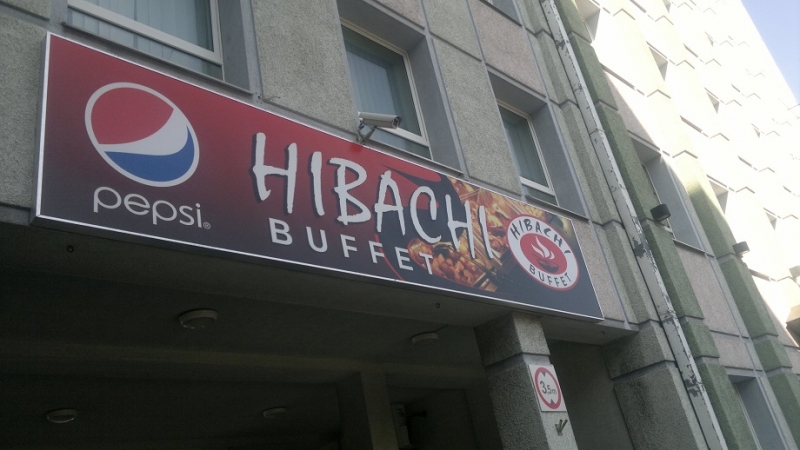 pepsi®
HIBACHI
BUFFET
HIBACHI
BUFFET
3,5m